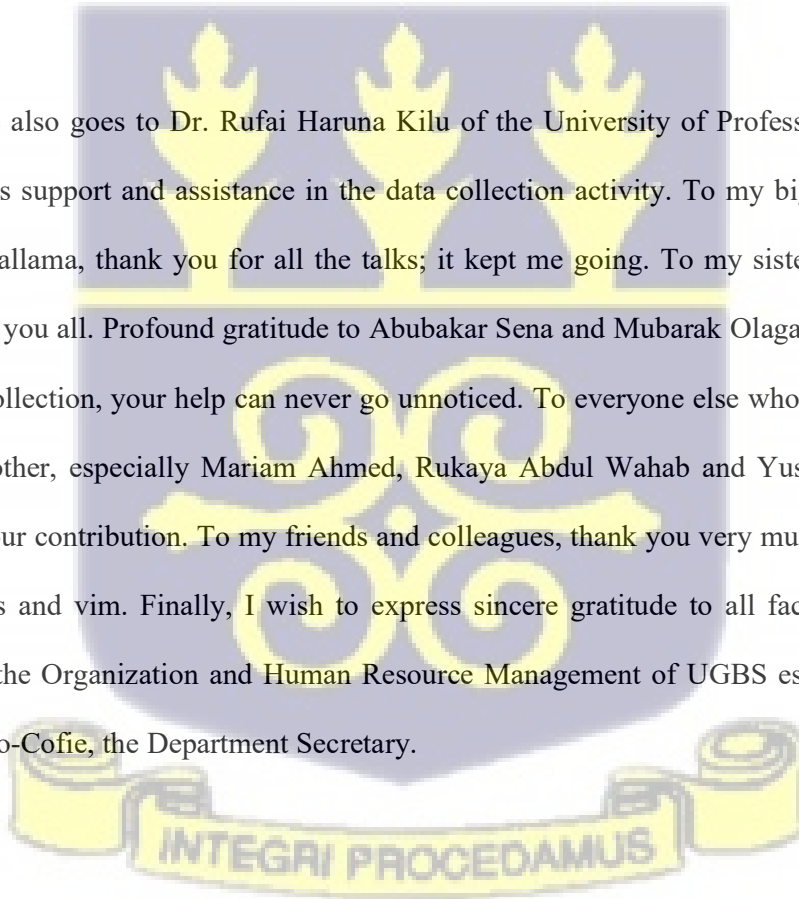 also goes to Dr. Rufai Haruna Kilu of the University of Profess
s support and assistance in the data collection activity. To my bi
allama, thank you for all the talks; it kept me going. To my siste
you all. Profound gratitude to Abubakar Sena and Mubarak Olaga
ollection, your help can never go unnoticed. To everyone else who
other, especially Mariam Ahmed, Rukaya Abdul Wahab and Yus
ur contribution. To my friends and colleagues, thank you very mu
s and vim. Finally, I wish to express sincere gratitude to all fac
the Organization and Human Resource Management of UGBS es
o-Cofie, the Department Secretary.
INTEGRI PROCEDAMUS